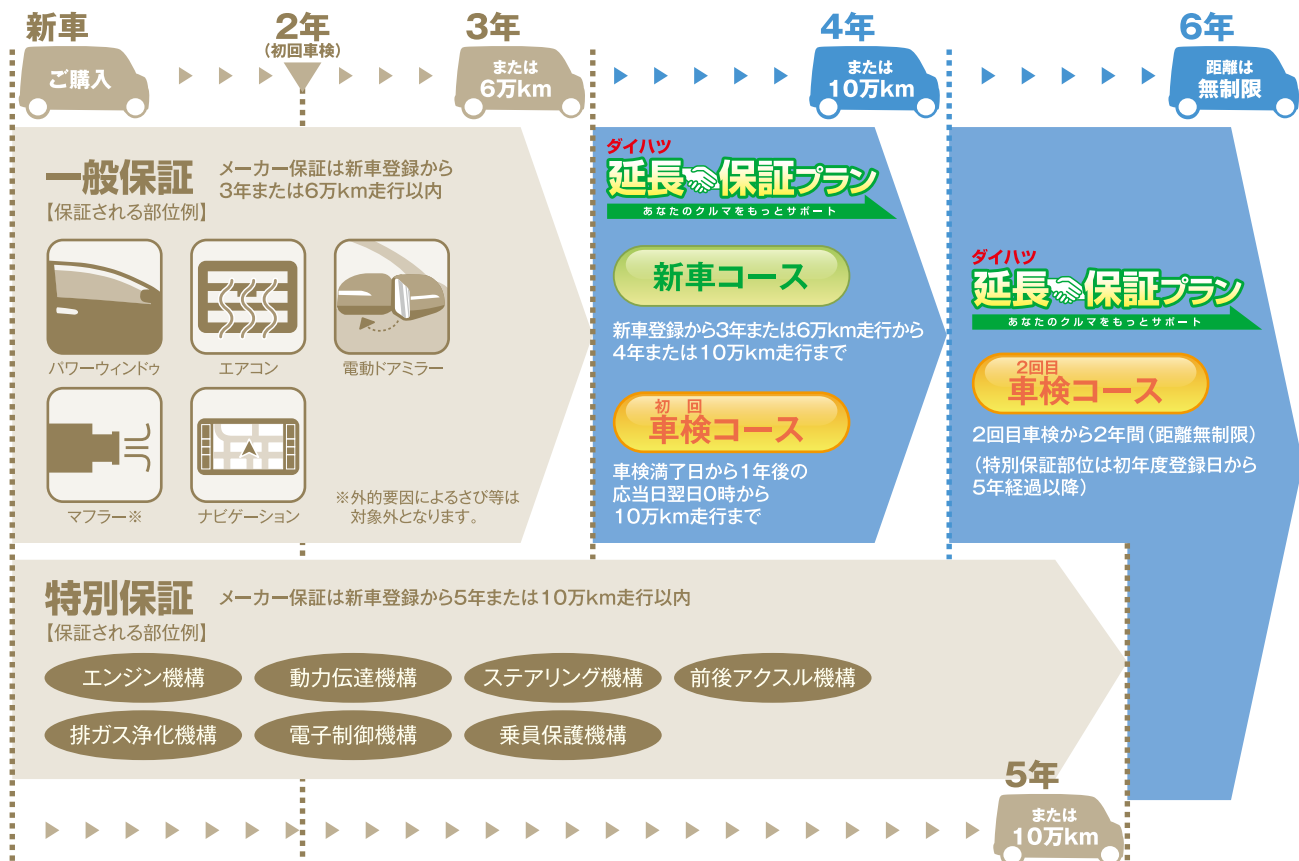 新車
ご購入
2年
(初回車検)
3年
または
6万km
4年
または
10万km
6年
距離は
無制限
一般保証
メーカー保証は新車登録から
3年または6万km走行以内
【保証される部位例】
パワーウィンドゥ
エアコン
電動ドアミラー
マフラー※
ナビゲーション
※外的要因によるさび等は
対象外となります。
ダイハツ
延長保証プラン
あなたのクルマをもっとサポート
新車コース
新車登録から3年または6万km走行から
4年または10万km走行まで
初回
車検コース
車検満了日から1年後の
応当日翌日0時から
10万km走行まで
ダイハツ
延長保証プラン
あなたのクルマをもっとサポート
2回目
車検コース
2回目車検から2年間(距離無制限)
(特別保証部位は初年度登録日から
5年経過以降)
特別保証
メーカー保証は新車登録から5年または10万km走行以内
【保証される部位例】
エンジン機構
動力伝達機構
ステアリング機構
前後アクスル機構
排ガス浄化機構
電子制御機構
乗員保護機構
5年
または
10万km